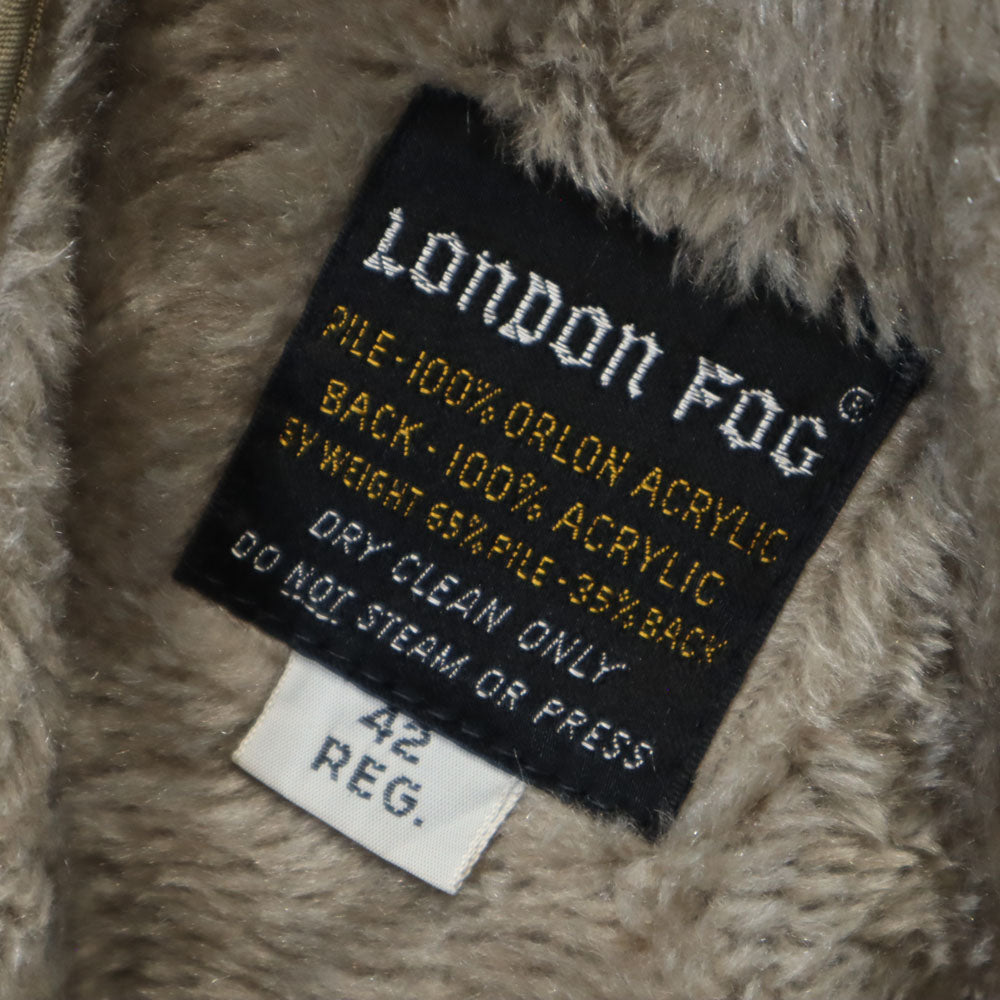 LONDON FOG ®
PILE-100% ORLON ACRYLIC
BACK - 100% ACRYLIC
BY WEIGHT 65% PILE - 35% BACK
DRY CLEAN ONLY
DO NOT STEAM OR PRESS
42
REG.